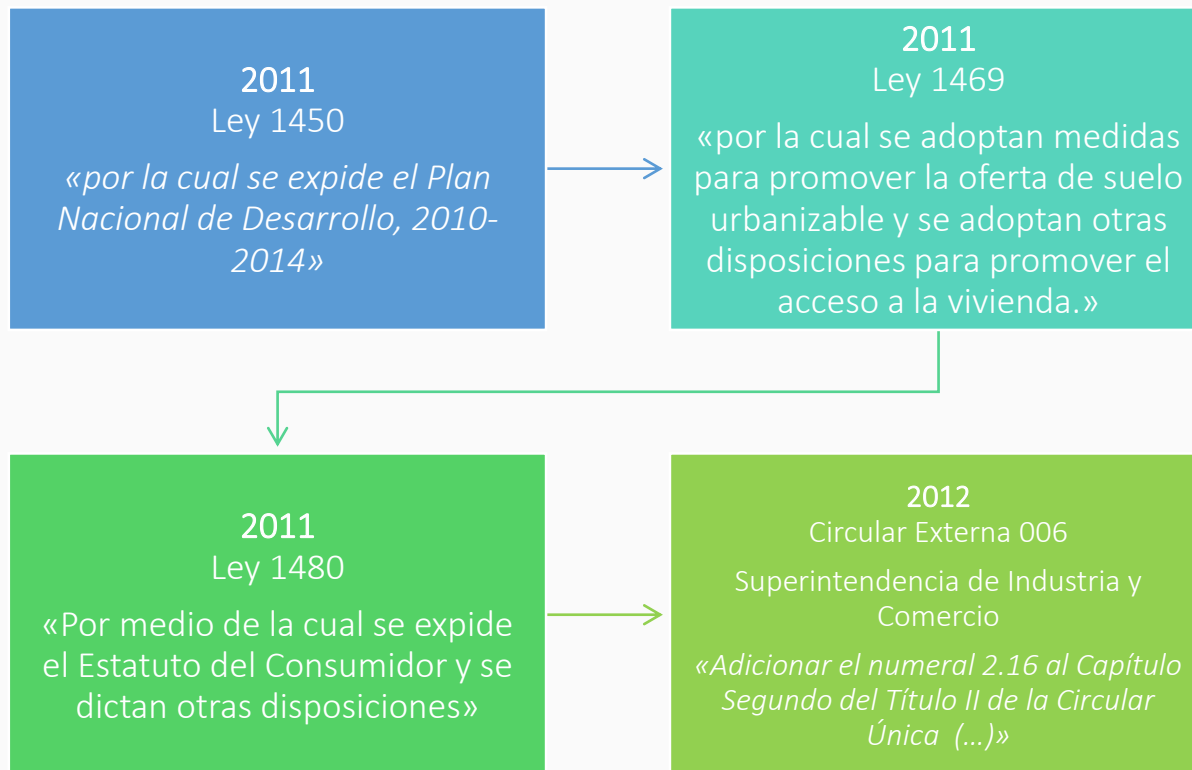 2011
Ley 1450
«por la cual se expide el Plan
Nacional de Desarrollo, 2010-
2014»
2011
Ley 1469
«por la cual se adoptan medidas
para promover la oferta de suelo
urbanizable y se adoptan otras
disposiciones para promover el
acceso a la vivienda.»
2011
Ley 1480
«Por medio de la cual se expide
el Estatuto del Consumidor y se
dictan otras disposiciones»
2012
Circular Externa 006
Superintendencia de Industria y
Comercio
«Adicionar el numeral 2.16 al Capítulo
Segundo del Título II de la Circular
Única (…)»